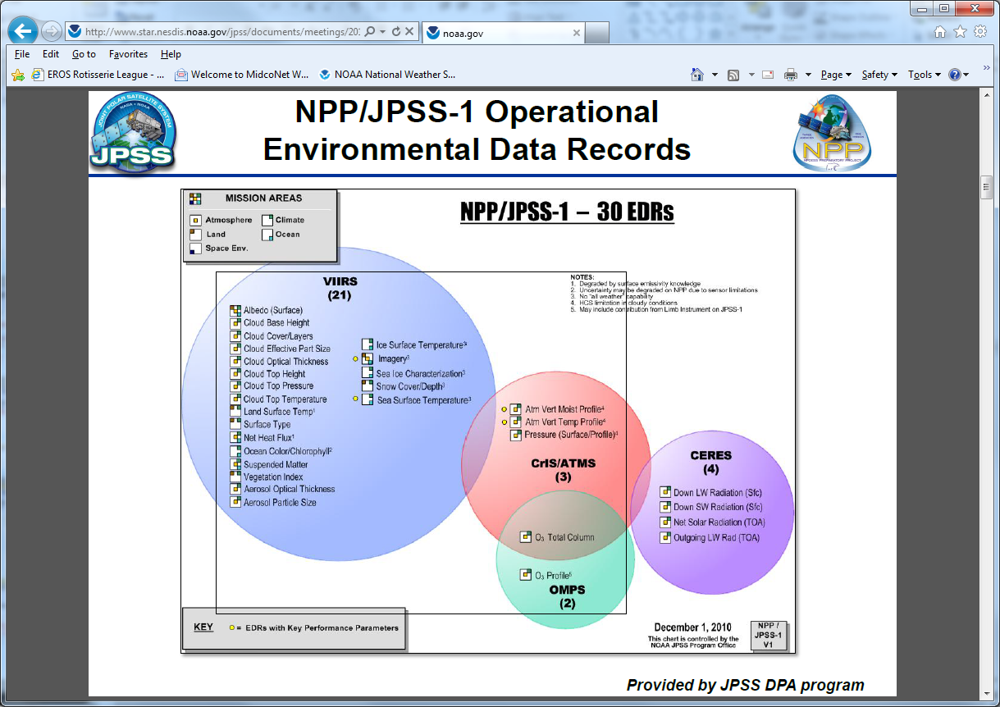 http://www.star.nesdis.noaa.gov/jpss/documents/meetings/20
noaa.gov
File Edit Go to Favorites Help
EROS Rotisserie League - ... Welcome to MidcoNet W... NOAA National Weather S...
Page Safety Tools
JOINT POLAR SATELLITE SYSTEM
NASA • NOAA
JPSS
NPP/JPSS-1 Operational
Environmental Data Records
NPP
NPOESS PREPARATORY PROJECT
MISSION AREAS
Atmosphere Climate
Land Ocean
Space Env.
NPP/JPSS-1 – 30 EDRs
NOTES:
1. Degraded by surface emissivity knowledge
2. Uncertainty may be degraded on NPP due to sensor limitations
3. No "all weather" capability
4. HCS limitation in cloudy conditions
5. May include contribution from Limb Instrument on JPSS-1
VIIRS
(21)
Albedo (Surface)
Cloud Base Height
Cloud Cover/Layers
Cloud Effective Part Size
Cloud Optical Thickness
Cloud Top Height
Cloud Top Pressure
Cloud Top Temperature
Land Surface Temp¹
Surface Type
Net Heat Flux¹
Ocean Color/Chlorophyll²
Suspended Matter
Vegetation Index
Aerosol Optical Thickness
Aerosol Particle Size
Ice Surface Temperature³
Imagery³
Sea Ice Characterization³
Snow Cover/Depth³
Sea Surface Temperature³
Atm Vert Moist Profile⁴
Atm Vert Temp Profile⁴
Pressure (Surface/Profile)⁴
CrIS/ATMS
(3)
O₃ Total Column
O₃ Profile⁵
OMPS
(2)
CERES
(4)
Down LW Radiation (Sfc)
Down SW Radiation (Sfc)
Net Solar Radiation (TOA)
Outgoing LW Rad (TOA)
KEY = EDRs with Key Performance Parameters
December 1, 2010
This chart is controlled by the
NOAA JPSS Program Office
NPP /
JPSS-1
V1
Provided by JPSS DPA program